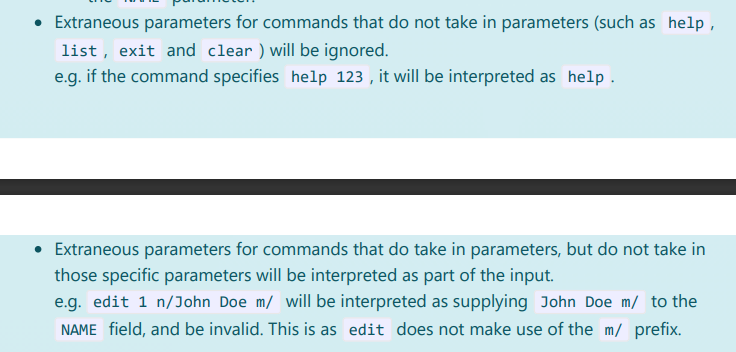 the NAME parameter.
• Extraneous parameters for commands that do not take in parameters (such as help ,
list , exit and clear ) will be ignored.
e.g. if the command specifies help 123 , it will be interpreted as help .
• Extraneous parameters for commands that do take in parameters, but do not take in
those specific parameters will be interpreted as part of the input.
e.g. edit 1 n/John Doe m/ will be interpreted as supplying John Doe m/ to the
NAME field, and be invalid. This is as edit does not make use of the m/ prefix.